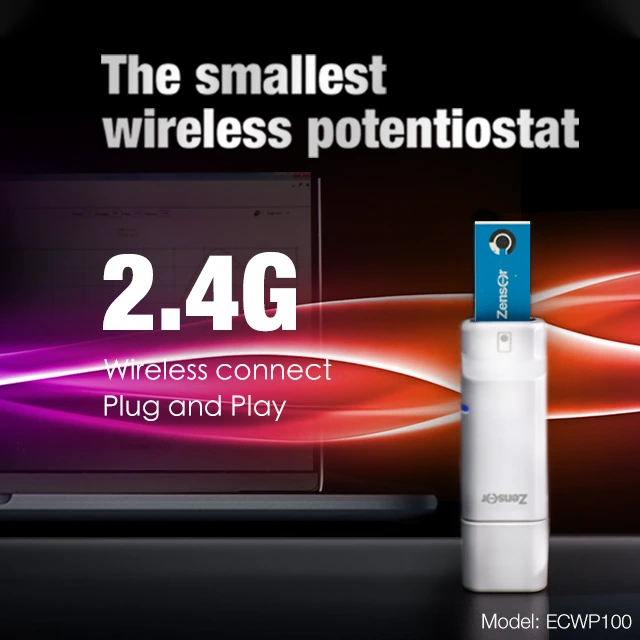 The smallest
wireless potentiostat
2.4G
Wireless connect
Plug and Play
Zensor
Zensor
Model: ECWP100